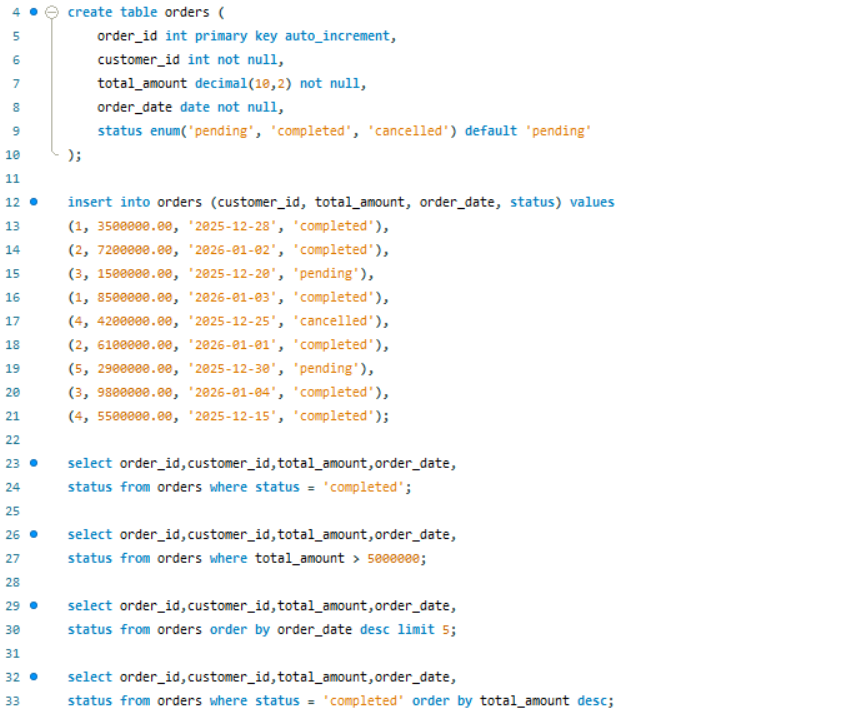 4 create table orders (
5 order_id int primary key auto_increment,
6 customer_id int not null,
7 total_amount decimal(10,2) not null,
8 order_date date not null,
9 status enum('pending', 'completed', 'cancelled') default 'pending'
10 );
11
12 insert into orders (customer_id, total_amount, order_date, status) values
13 (1, 3500000.00, '2025-12-28', 'completed'),
14 (2, 7200000.00, '2026-01-02', 'completed'),
15 (3, 1500000.00, '2025-12-20', 'pending'),
16 (1, 8500000.00, '2026-01-03', 'completed'),
17 (4, 4200000.00, '2025-12-25', 'cancelled'),
18 (2, 6100000.00, '2026-01-01', 'completed'),
19 (5, 2900000.00, '2025-12-30', 'pending'),
20 (3, 9800000.00, '2026-01-04', 'completed'),
21 (4, 5500000.00, '2025-12-15', 'completed');
22
23 select order_id,customer_id,total_amount,order_date,
24 status from orders where status = 'completed';
25
26 select order_id,customer_id,total_amount,order_date,
27 status from orders where total_amount > 5000000;
28
29 select order_id,customer_id,total_amount,order_date,
30 status from orders order by order_date desc limit 5;
31
32 select order_id,customer_id,total_amount,order_date,
33 status from orders where status = 'completed' order by total_amount desc;